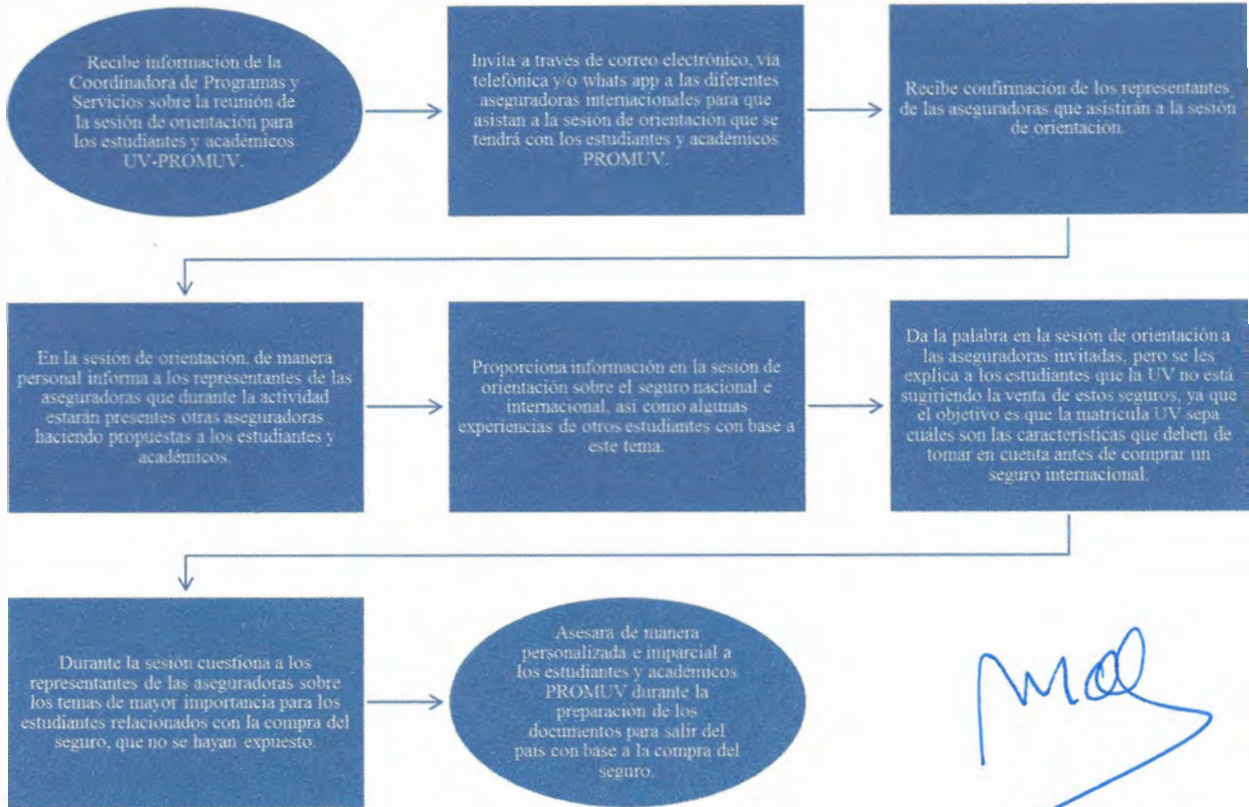 Recibe información de la
Coordinadora de Programas y
Servicios sobre la reunión de
la sesión de orientación para
los estudiantes y académicos
UV-PROMUV.
Invita a través de correo electrónico, vía
telefónica y/o whats app a las diferentes
aseguradoras internacionales para que
asistan a la sesión de orientación que se
tendrá con los estudiantes y académicos
PROMUV.
Recibe confirmación de los representantes
de las aseguradoras que asistirán a la sesión
de orientación.
En la sesión de orientación, de manera
personal informa a los representantes de las
aseguradoras que durante la actividad
estarán presentes otras aseguradoras
haciendo propuestas a los estudiantes y
académicos.
Proporciona información en la sesión de
orientación sobre el seguro nacional e
internacional, así como algunas
experiencias de otros estudiantes con base a
este tema.
Da la palabra en la sesión de orientación a
las aseguradoras invitadas, pero se les
explica a los estudiantes que la UV no está
sugiriendo la venta de estos seguros, ya que
el objetivo es que la matrícula UV sepa
cuáles son las características que deben de
tomar en cuenta antes de comprar un
seguro internacional.
Durante la sesión cuestiona a los
representantes de las aseguradoras sobre
los temas de mayor importancia para los
estudiantes relacionados con la compra del
seguro, que no se hayan expuesto.
Asesara de manera
personalizada e imparcial a
los estudiantes y académicos
PROMUV durante la
preparación de los
documentos para salir del
país con base a la compra del
seguro.